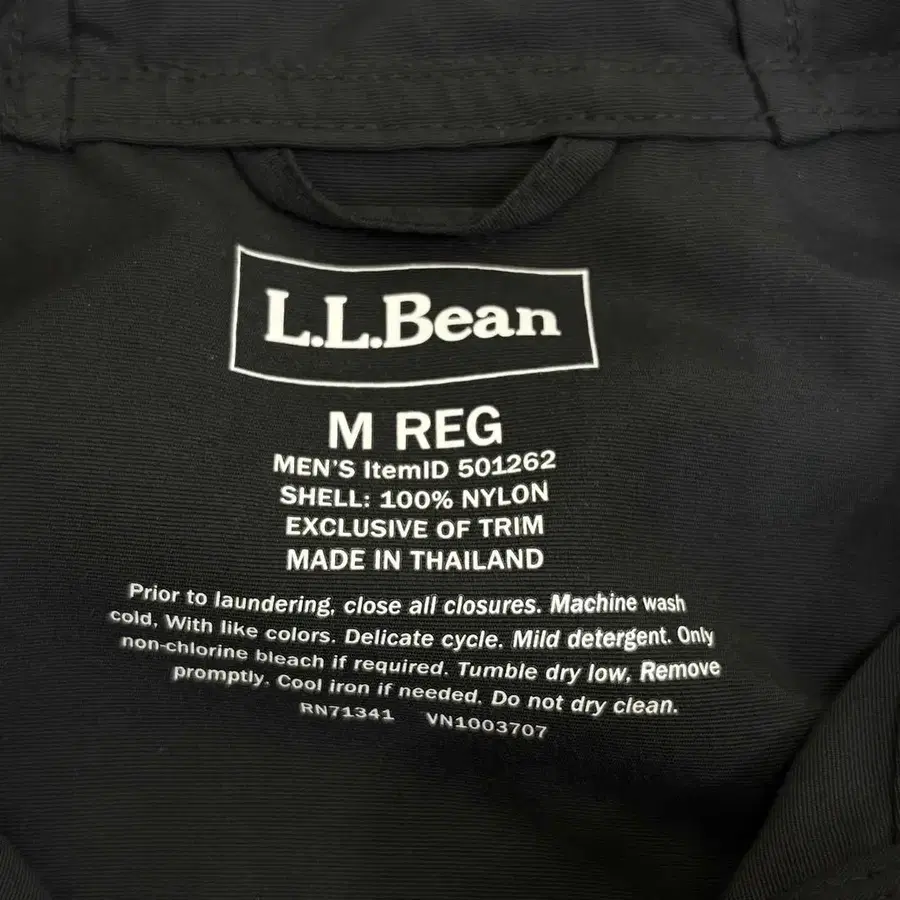 L.L.Bean
M REG
MEN'S ItemID 501262
SHELL: 100% NYLON
EXCLUSIVE OF TRIM
MADE IN THAILAND
Prior to laundering, close all closures. Machine wash
cold, With like colors. Delicate cycle. Mild detergent. Only
non-chlorine bleach if required. Tumble dry low, Remove
promptly. Cool iron if needed. Do not dry clean.
RN71341 VN1003707